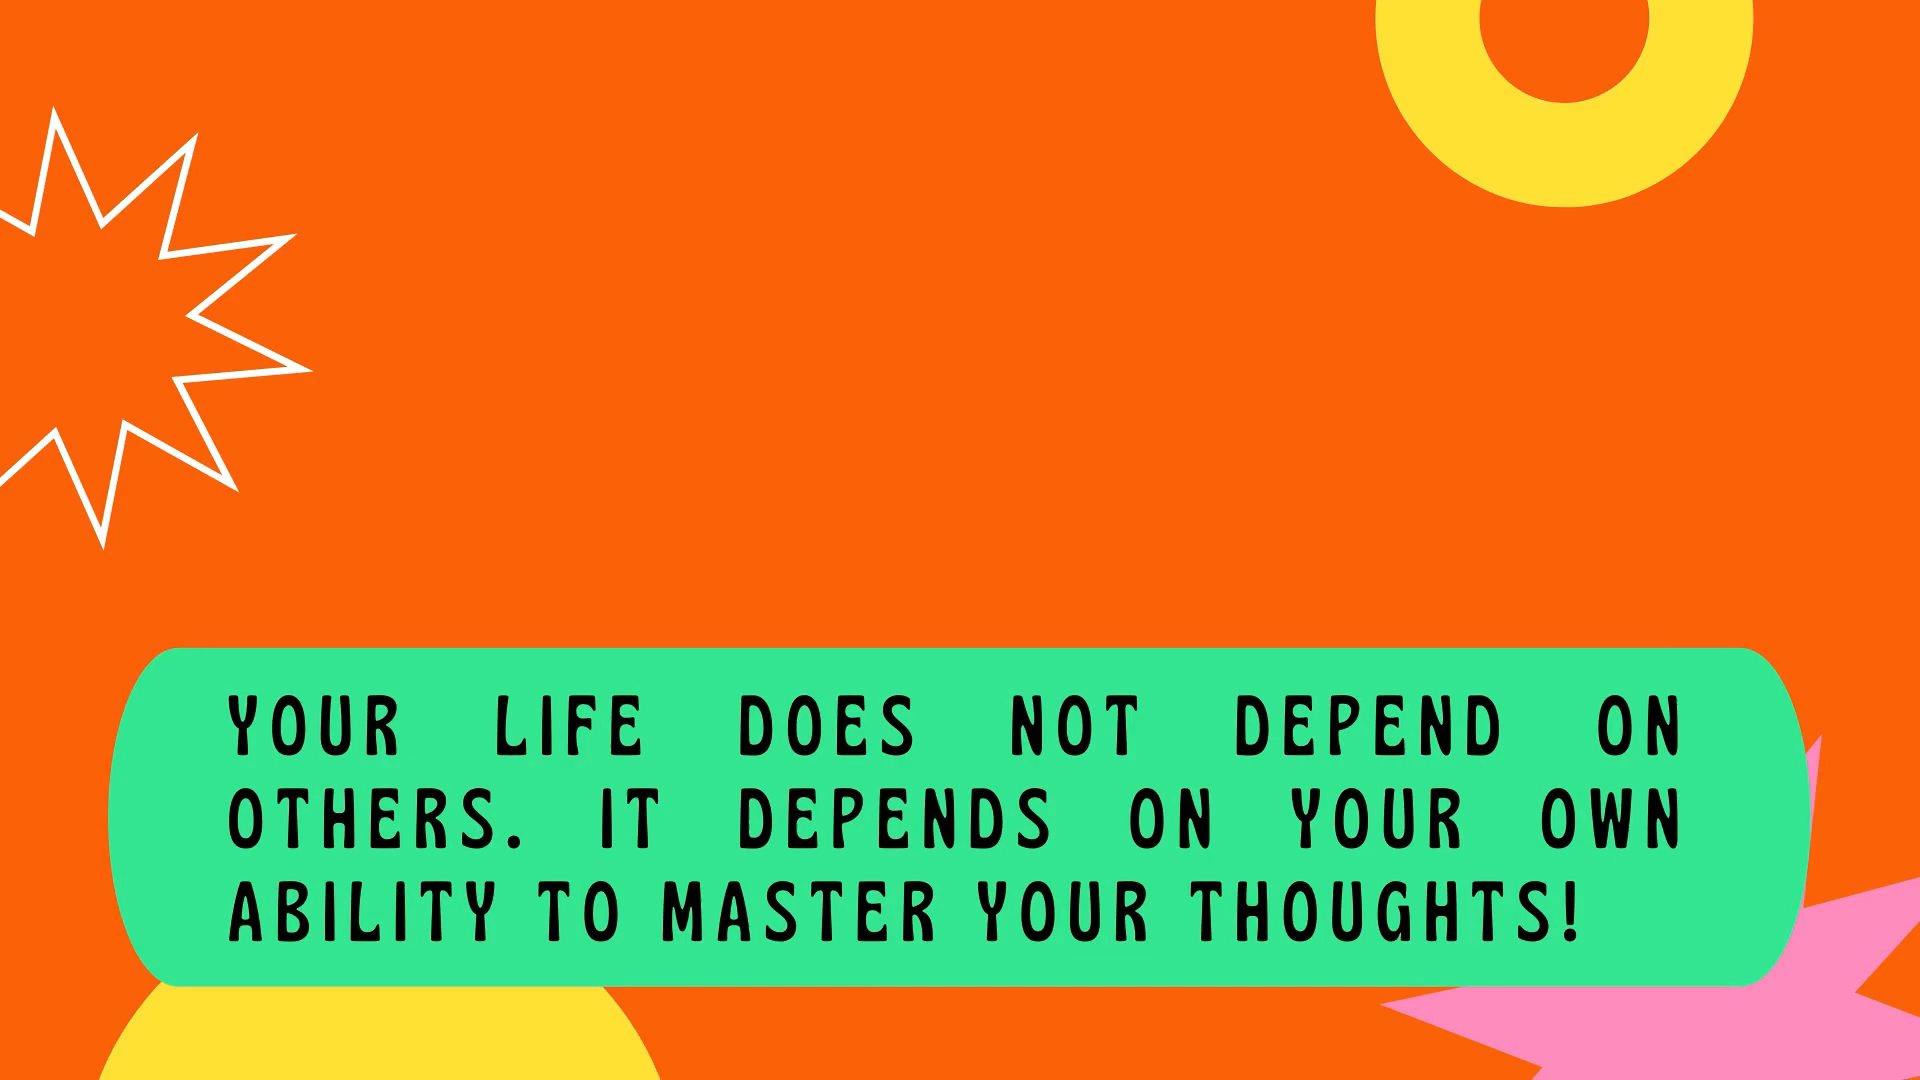 YOUR LIFE DOES NOT DEPEND ON
OTHERS. IT DEPENDS ON YOUR OWN
ABILITY TO MASTER YOUR THOUGHTS!